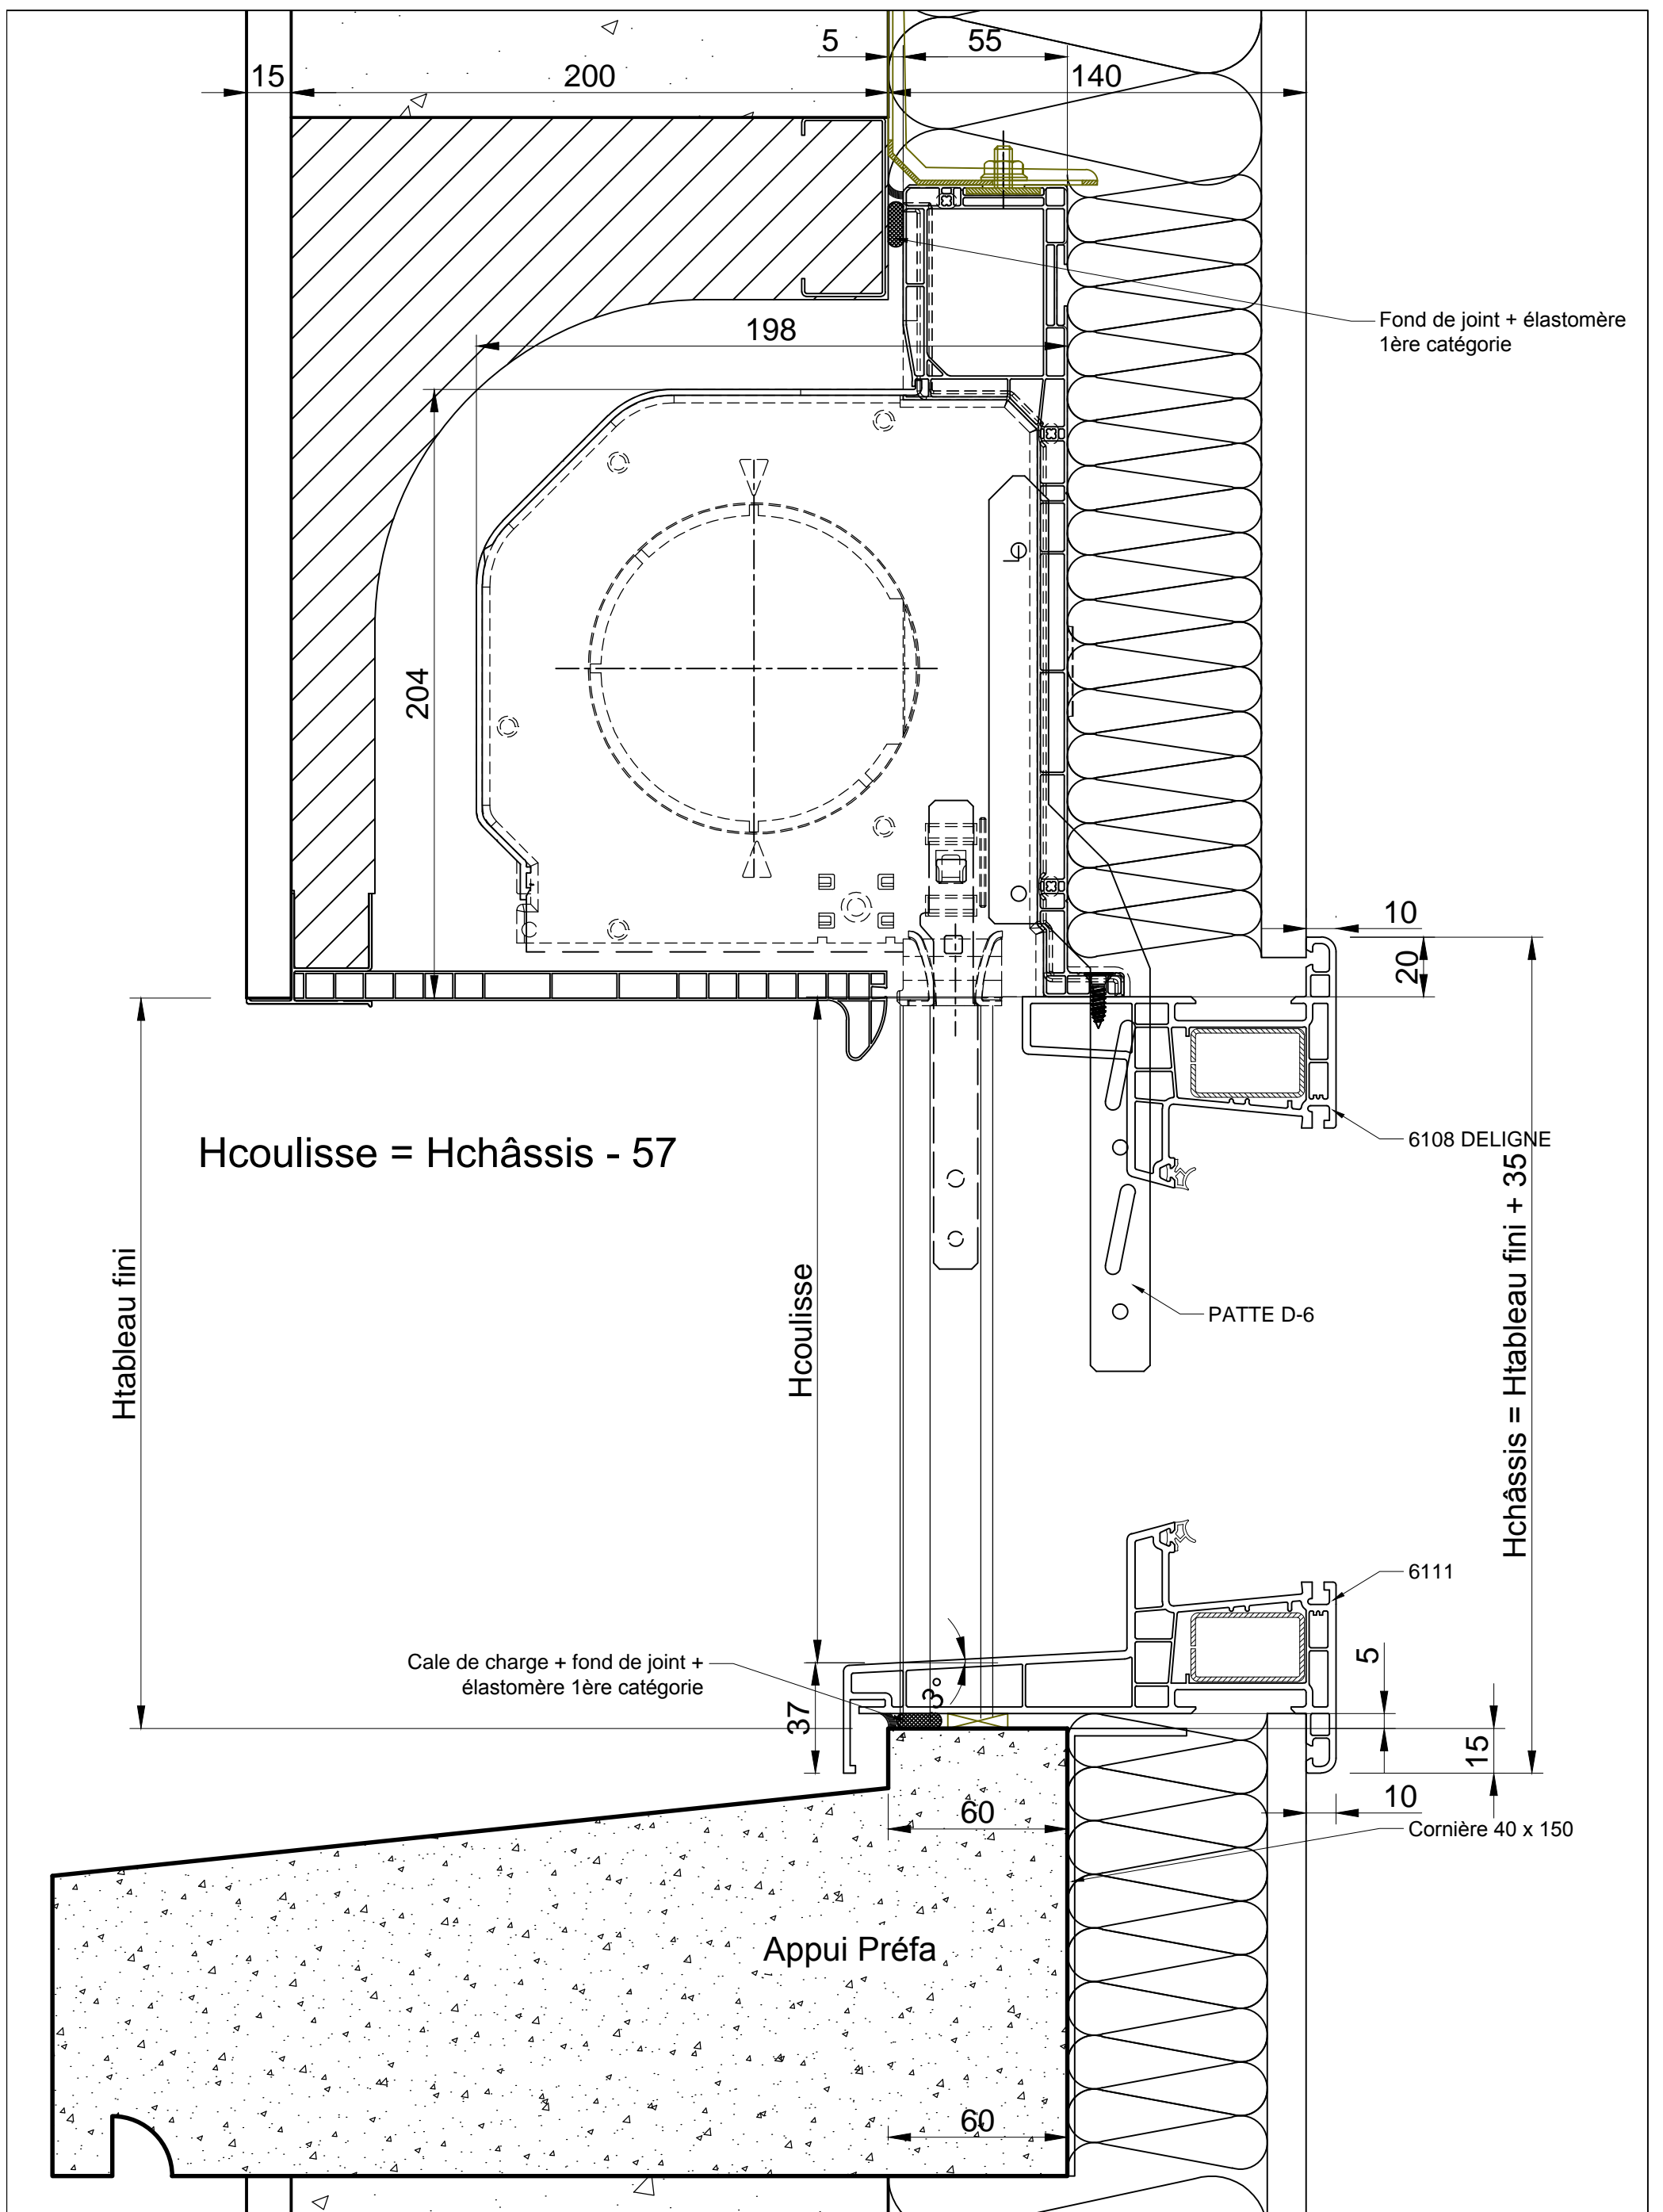 5
55
15
200
140
Fond de joint + élastomère
1ère catégorie
198
204
10
20
6108 DELIGNE
Hcoulisse = Hchâssis - 57
Htableau fini
Hcoulisse
PATTE D-6
Hchâssis = Htableau fini + 35
6111
Cale de charge + fond de joint +
élastomère 1ère catégorie
3°
37
5
15
60
10
Cornière 40 x 150
Appui Préfa
60